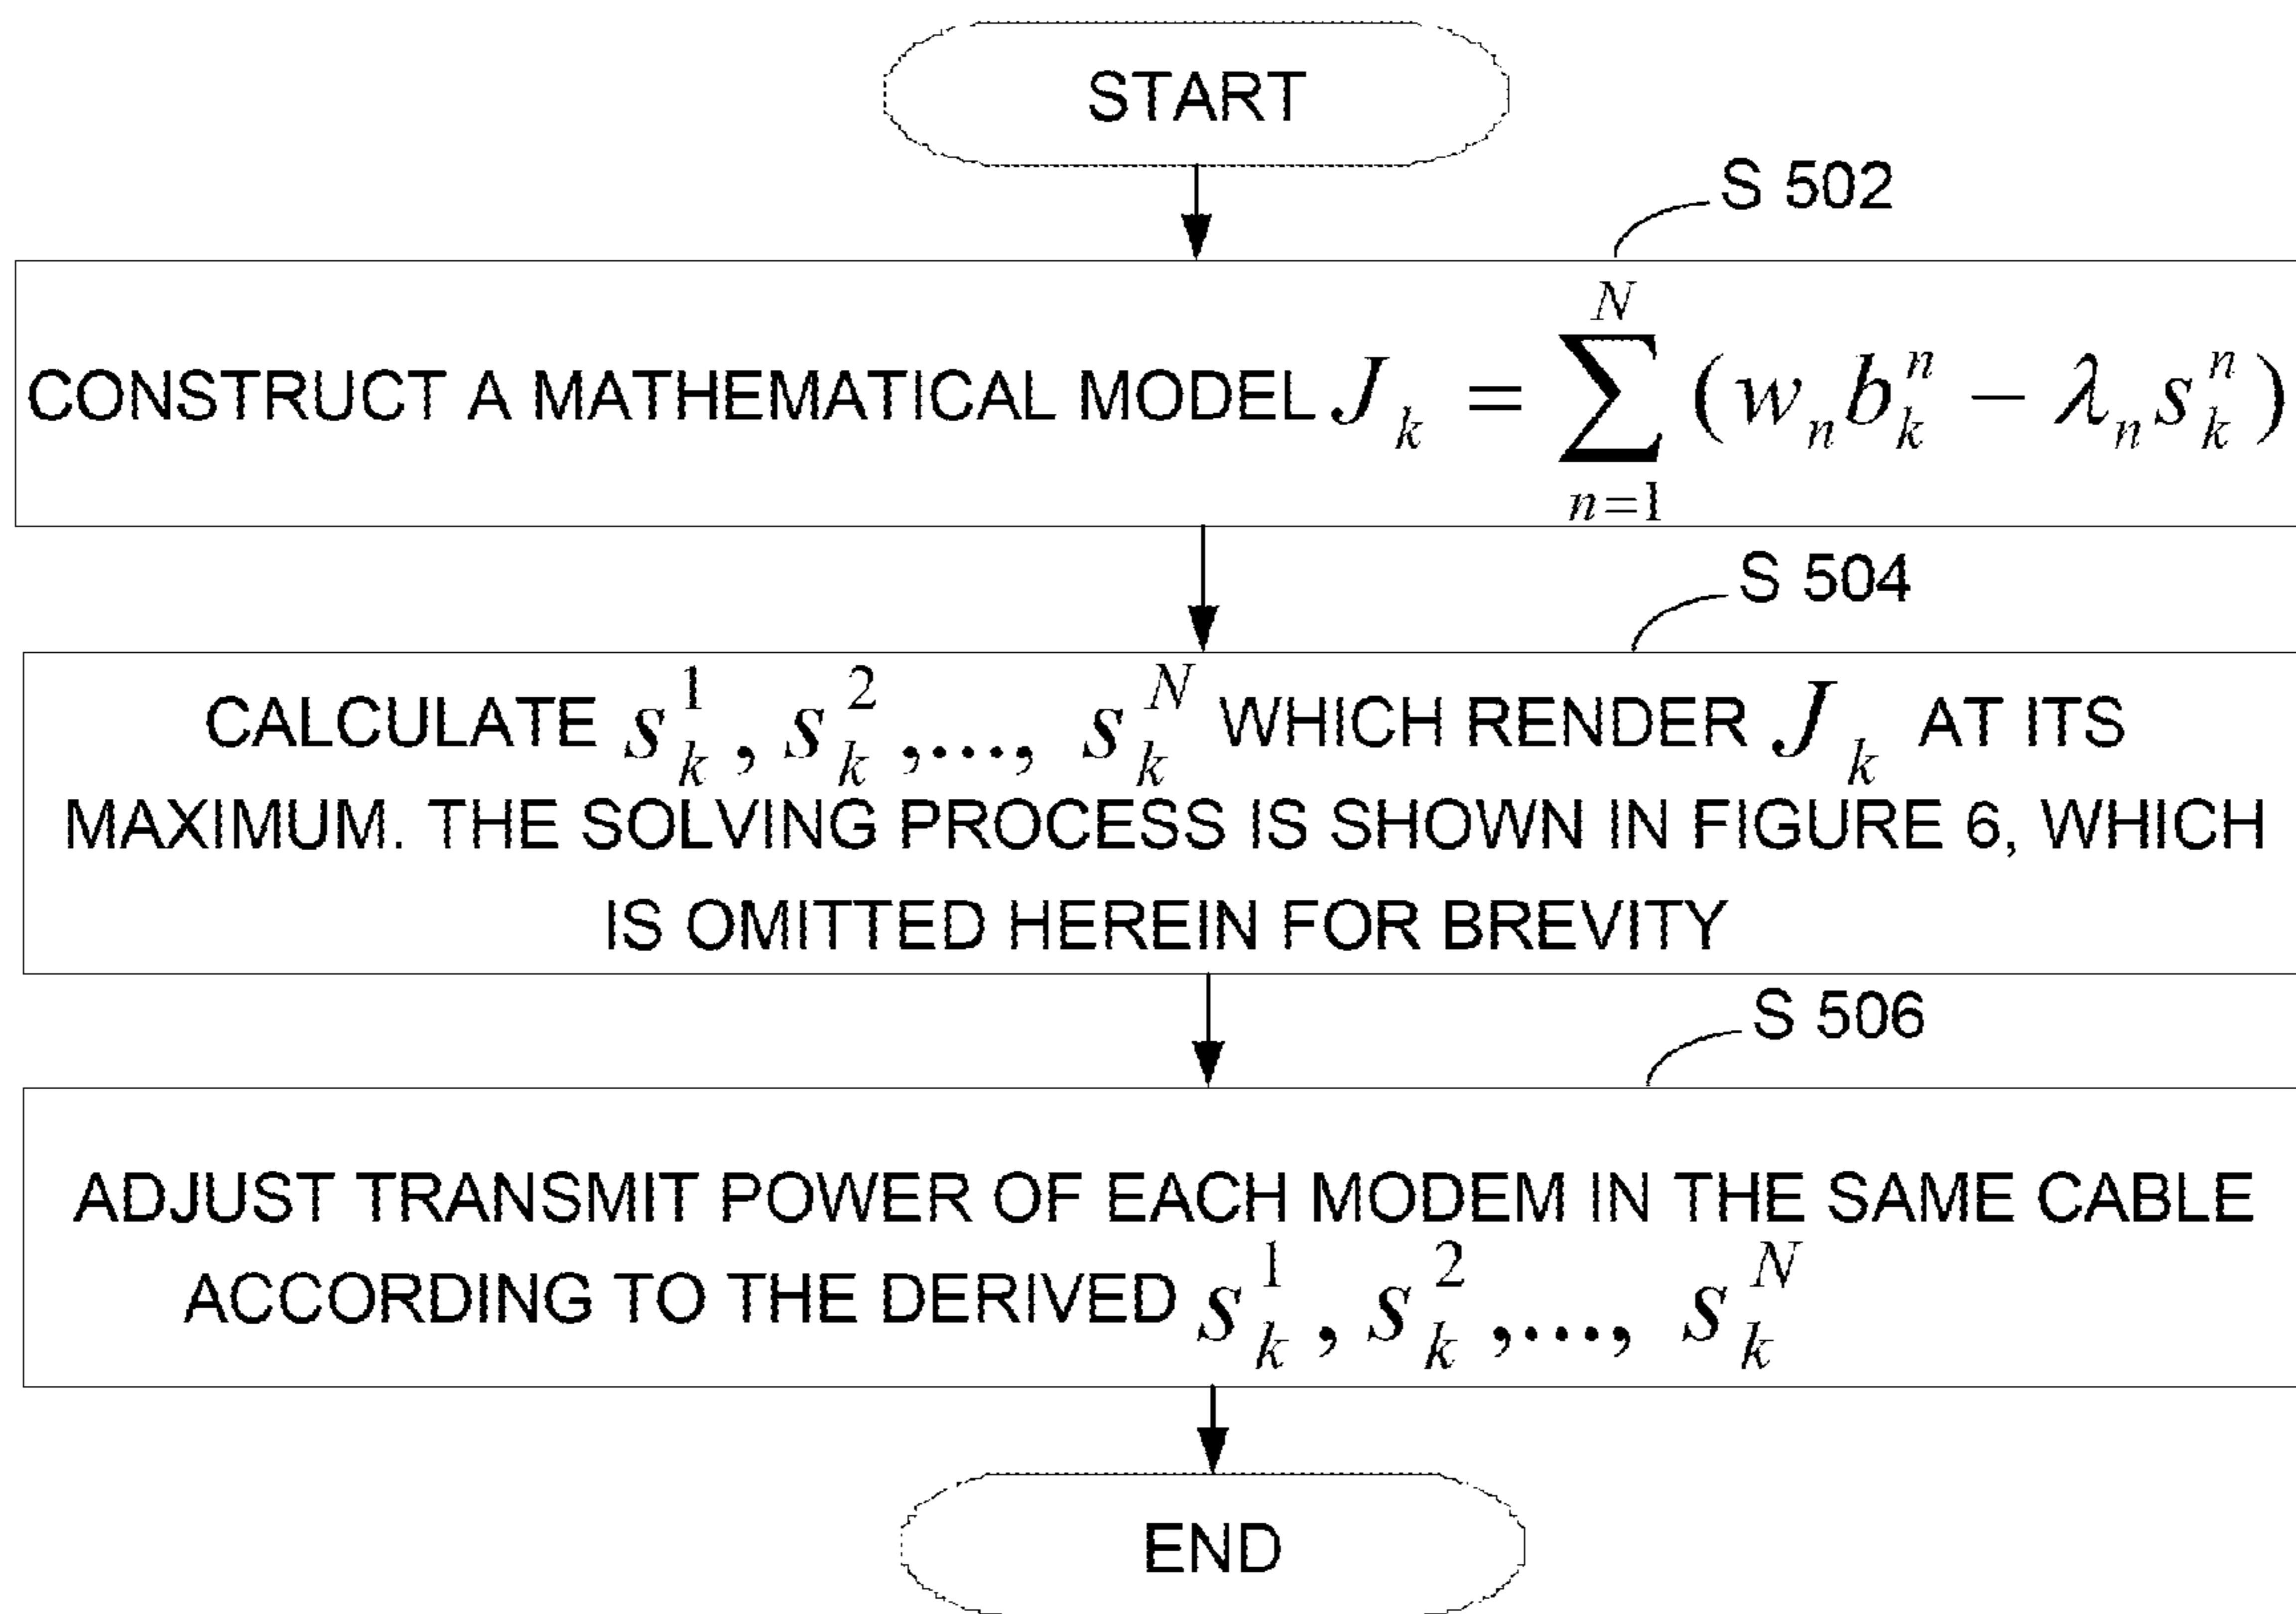 START
S 502
CONSTRUCT A MATHEMATICAL MODEL $J_k = \sum_{n=1}^{N} (w_n b_k^n - \lambda_n s_k^n)$
S 504
CALCULATE $s_k^1, s_k^2, ..., s_k^N$ WHICH RENDER $J_k$ AT ITS
MAXIMUM. THE SOLVING PROCESS IS SHOWN IN FIGURE 6, WHICH
IS OMITTED HEREIN FOR BREVITY
S 506
ADJUST TRANSMIT POWER OF EACH MODEM IN THE SAME CABLE
ACCORDING TO THE DERIVED $s_k^1, s_k^2, ..., s_k^N$
END